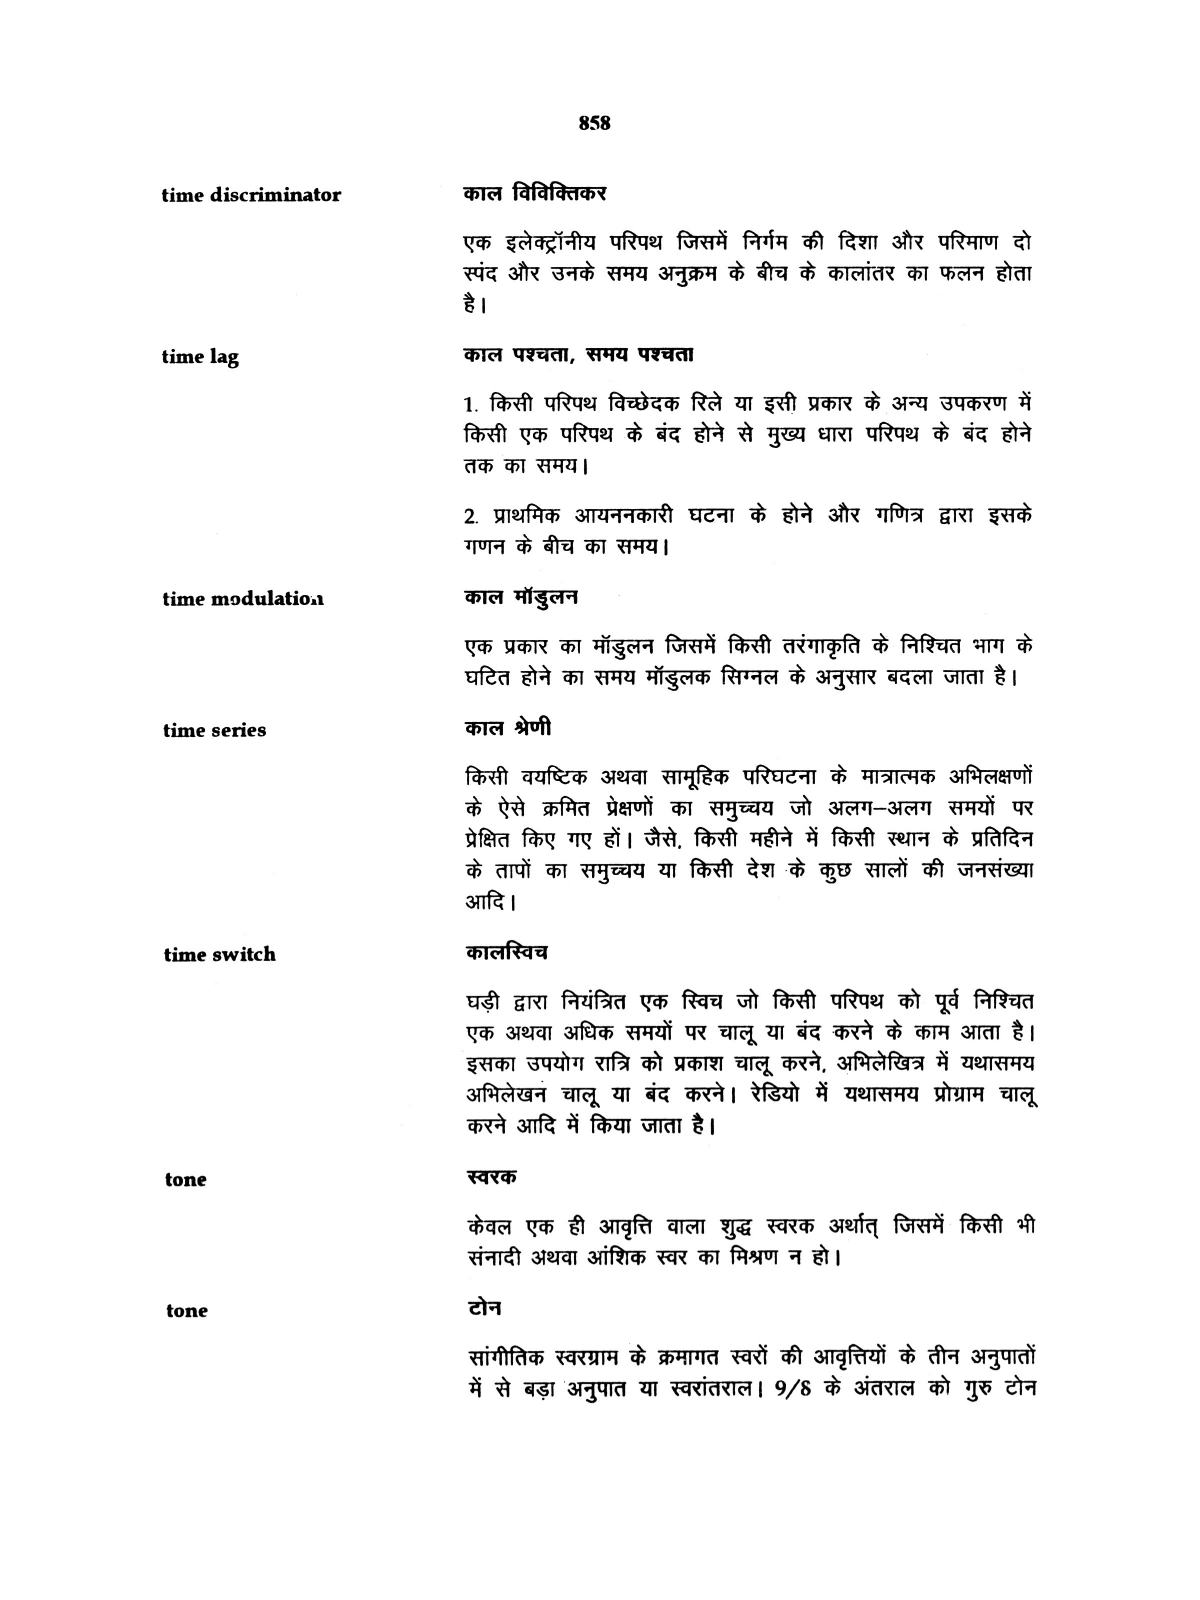 858
time discriminator काल विविक्तिकर
एक इलेक्ट्रॉनीय परिपथ जिसमें निर्गम की दिशा और परिमाण दो
स्पंद और उनके समय अनुक्रम के बीच के कालांतर का फलन होता
है।
time lag काल पश्चता, समय पश्चता
1. किसी परिपथ विच्छेदक रिले या इसी प्रकार के अन्य उपकरण में
किसी एक परिपथ के बंद होने से मुख्य धारा परिपथ के बंद होने
तक का समय।
2. प्राथमिक आयननकारी घटना के होने और गणित्र द्वारा इसके
गणन के बीच का समय।
time modulation काल मॉडुलन
एक प्रकार का मॉडुलन जिसमें किसी तरंगाकृति के निश्चित भाग के
घटित होने का समय मॉडुलक सिग्नल के अनुसार बदला जाता है।
time series काल श्रेणी
किसी वयष्टिक अथवा सामूहिक परिघटना के मात्रात्मक अभिलक्षणों
के ऐसे क्रमित प्रेक्षणों का समुच्चय जो अलग-अलग समयों पर
प्रेक्षित किए गए हों। जैसे, किसी महीने में किसी स्थान के प्रतिदिन
के तापों का समुच्चय या किसी देश के कुछ सालों की जनसंख्या
आदि।
time switch कालस्विच
घड़ी द्वारा नियंत्रित एक स्विच जो किसी परिपथ को पूर्व निश्चित
एक अथवा अधिक समयों पर चालू या बंद करने के काम आता है।
इसका उपयोग रात्रि को प्रकाश चालू करने, अभिलेखित्र में यथासमय
अभिलेखन चालू या बंद करने। रेडियो में यथासमय प्रोग्राम चालू
करने आदि में किया जाता है।
tone स्वरक
केवल एक ही आवृत्ति वाला शुद्ध स्वरक अर्थात् जिसमें किसी भी
संनादी अथवा आंशिक स्वर का मिश्रण न हो।
tone टोन
सांगीतिक स्वरग्राम के क्रमागत स्वरों की आवृत्तियों के तीन अनुपातों
में से बड़ा अनुपात या स्वरांतराल। 9/8 के अंतराल को गुरु टोन